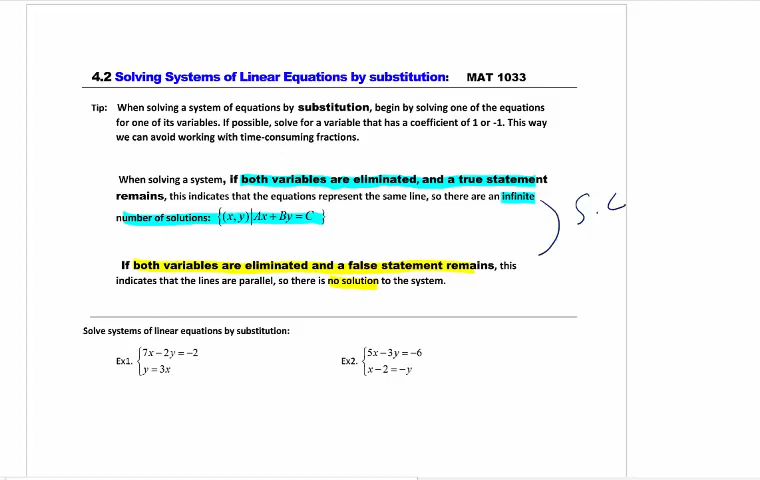 4.2 Solving Systems of Linear Equations by substitution: MAT 1033
Tip: When solving a system of equations by substitution, begin by solving one of the equations
for one of its variables. If possible, solve for a variable that has a coefficient of 1 or -1. This way
we can avoid working with time-consuming fractions.
When solving a system, if both variables are eliminated, and a true statement
remains, this indicates that the equations represent the same line, so there are an infinite
number of solutions: {(x, y)|Ax + By = C }
If both variables are eliminated and a false statement remains, this
indicates that the lines are parallel, so there is no solution to the system.
Solve systems of linear equations by substitution:
Ex1. {7x − 2y = −2
y = 3x
Ex2. {5x − 3y = −6
x − 2 = −y